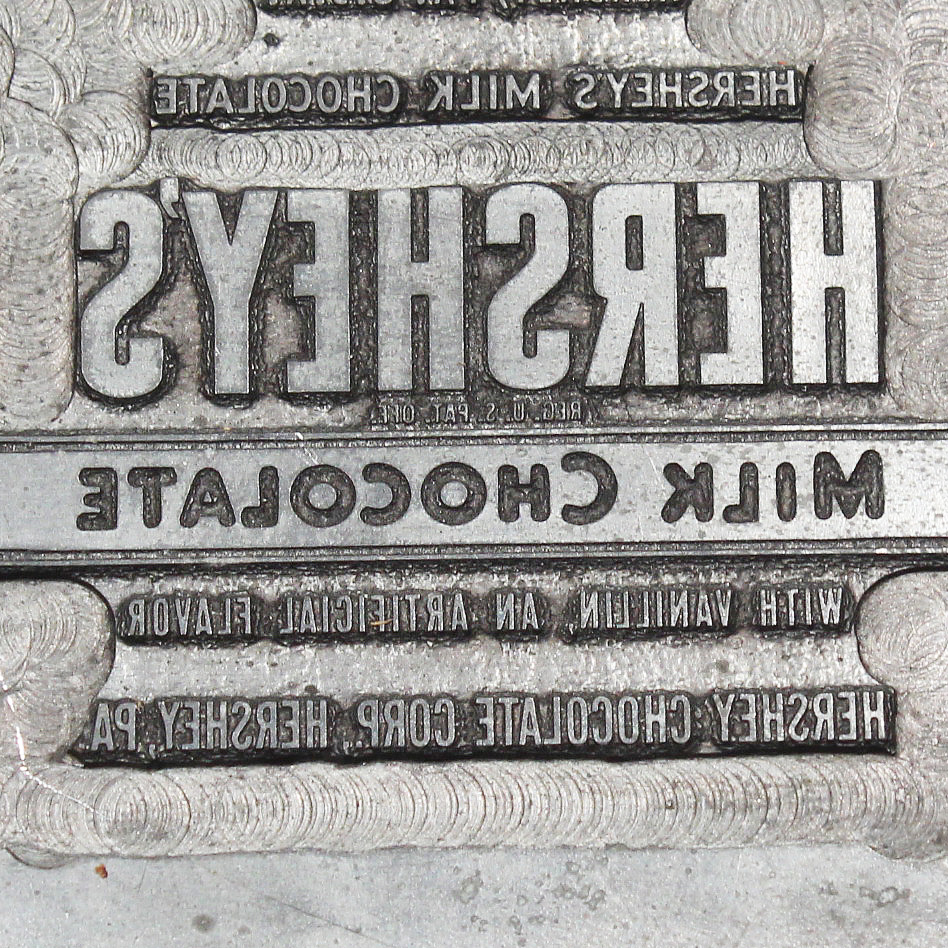 HERSHEY'S MILK CHOCOLATE
HERSHEY'S
REG. U. S. PAT. OFF.
MILK CHOCOLATE
WITH VANILLIN, AN ARTIFICIAL FLAVOR
HERSHEY CHOCOLATE CORP., HERSHEY, PA.